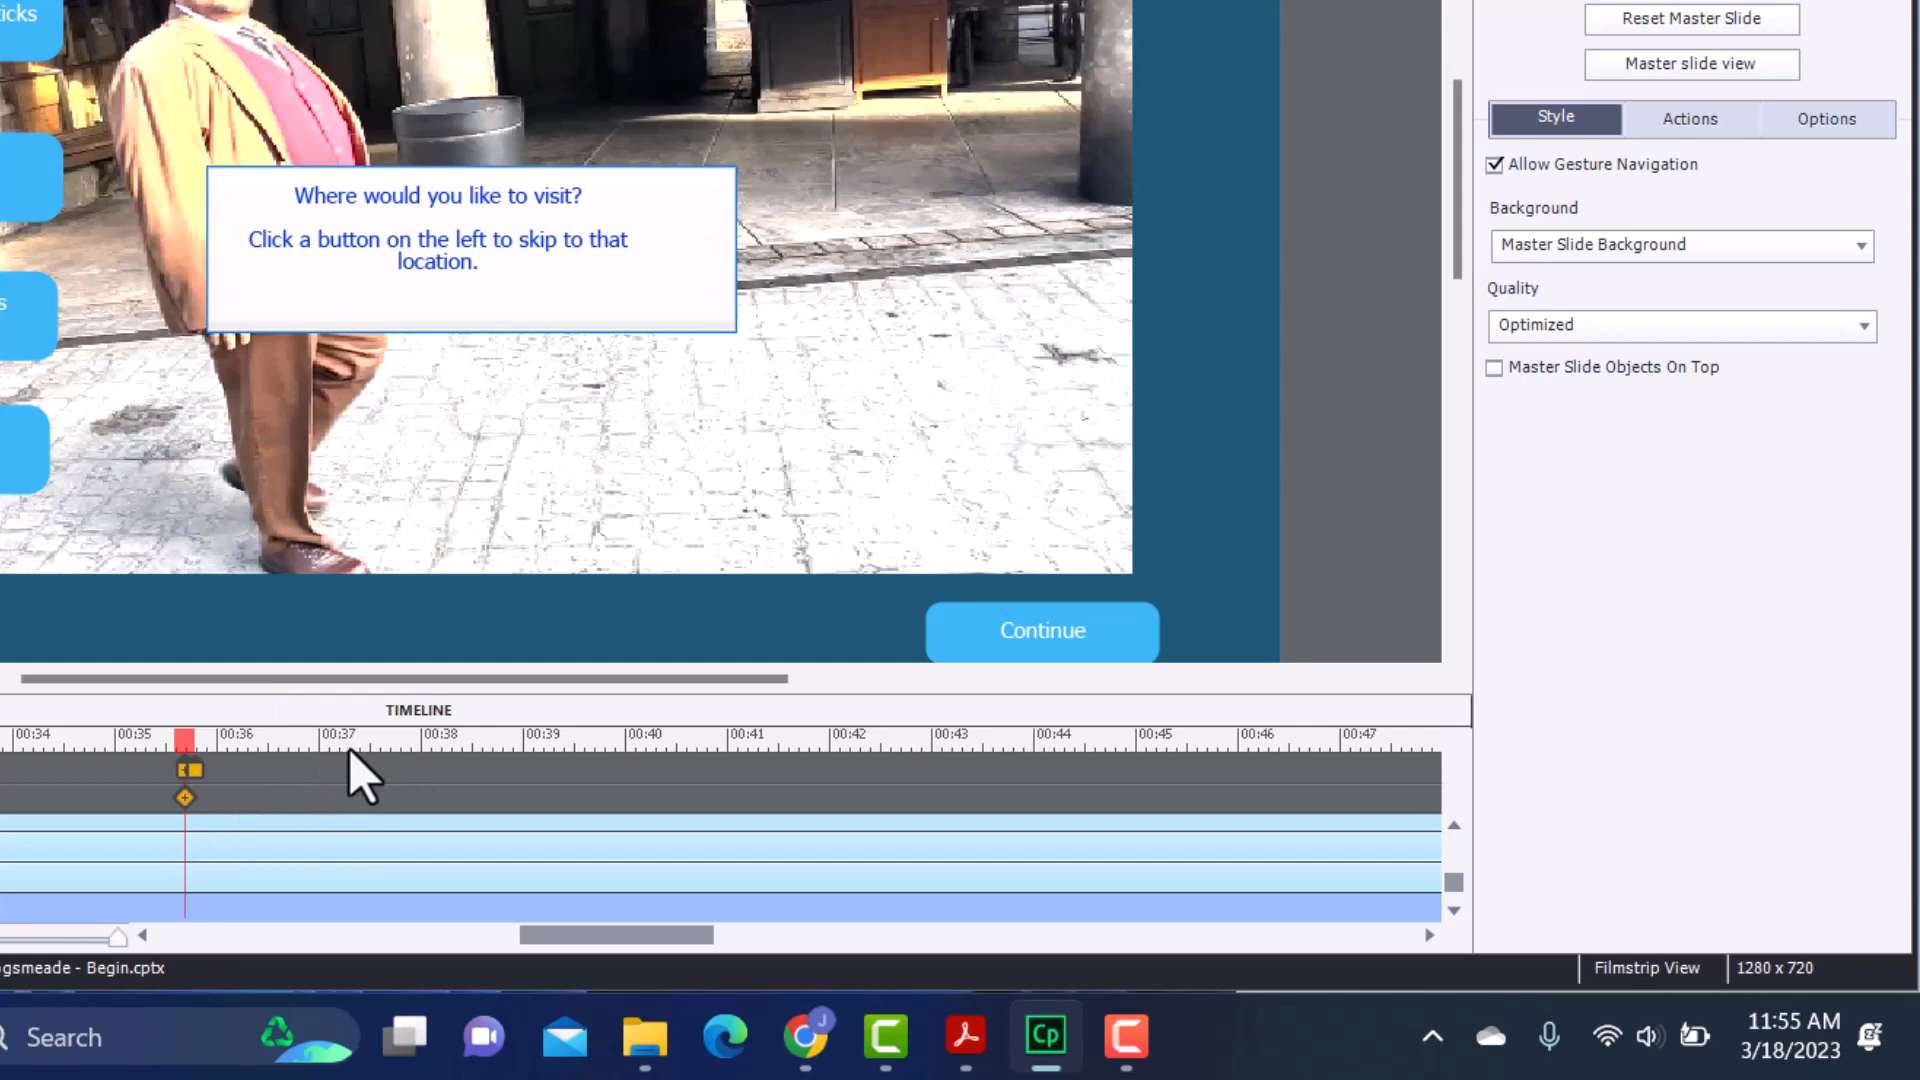 icks
Reset Master Slide
Master slide view
Style
Actions
Options
Allow Gesture Navigation
Background
Master Slide Background
Quality
Optimized
Master Slide Objects On Top
s
Where would you like to visit?
Click a button on the left to skip to that
location.
Continue
TIMELINE
00:34 00:35 00:36 00:37 00:38 00:39 00:40 00:41 00:42 00:43 00:44 00:45 00:46 00:47
gsmeade - Begin.cptx
Filmstrip View
1280 x 720
Search
J
Cp
11:55 AM
3/18/2023